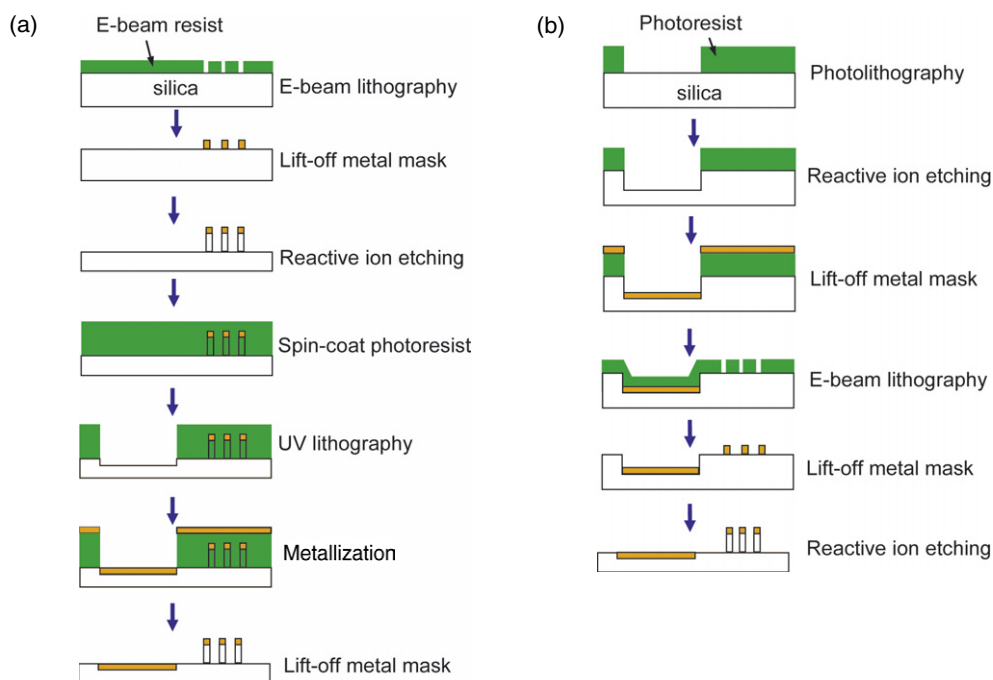 (a)
E-beam resist
silica
E-beam lithography
Lift-off metal mask
Reactive ion etching
Spin-coat photoresist
UV lithography
Metallization
Lift-off metal mask
(b)
Photoresist
Photolithography
silica
Reactive ion etching
Lift-off metal mask
E-beam lithography
Lift-off metal mask
Reactive ion etching